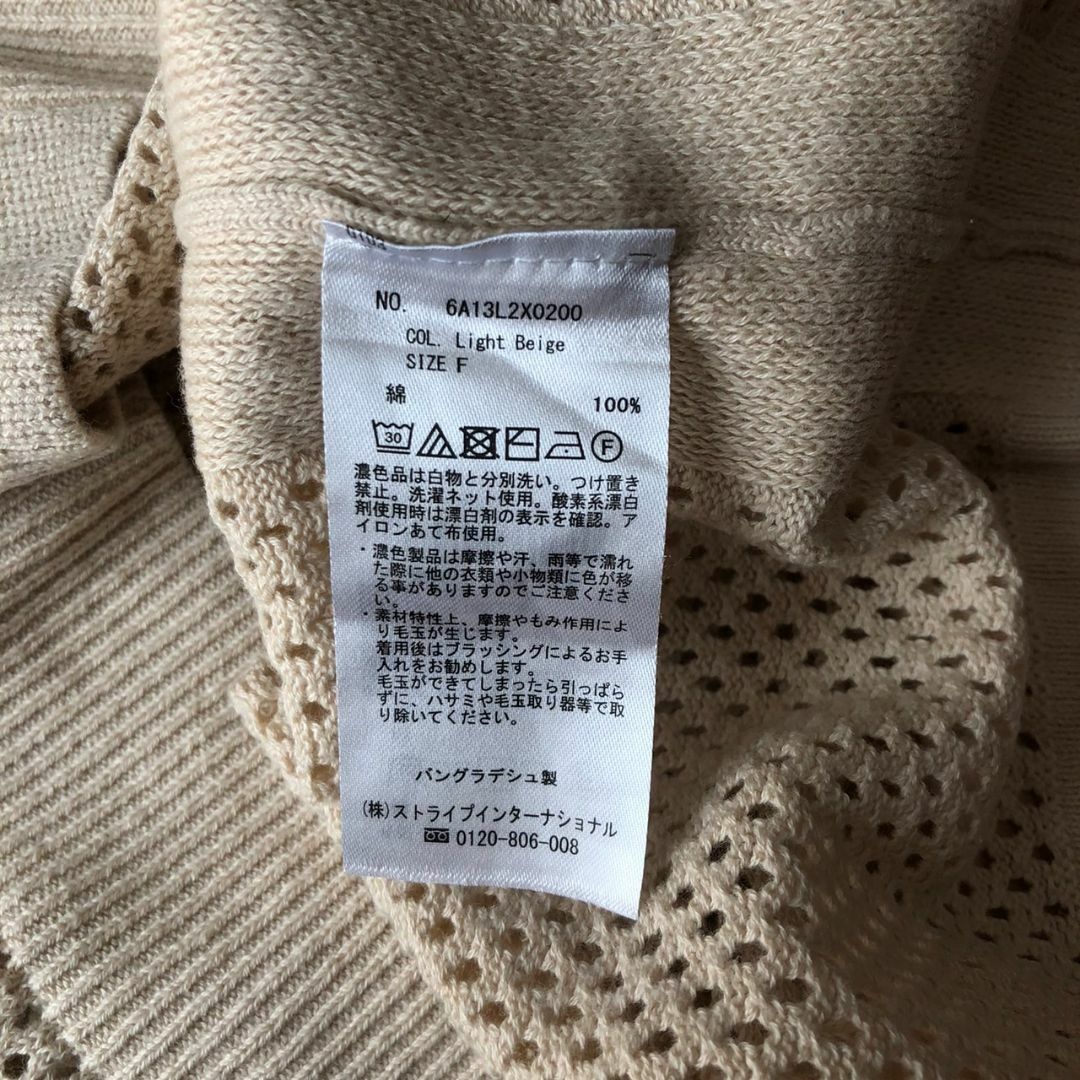 NO. 6A13L2X0200
COL. Light Beige
SIZE F
綿 100%
30 F
濃色品は白物と分別洗い。つけ置き
禁止。洗濯ネット使用。酸素系漂白
剤使用時は漂白剤の表示を確認。ア
イロンあて布使用。
・濃色製品は摩擦や汗、雨等で濡れ
た際に他の衣類や小物類に色が移
る事がありますのでご注意くださ
い。
・素材特性上、摩擦やもみ作用によ
り毛玉が生じます。
着用後はブラッシングによるお手
入れをお勧めします。
毛玉ができてしまったら引っぱら
ずに、ハサミや毛玉取り器等で取
り除いてください。
バングラデシュ製
(株)ストライプインターナショナル
0120-806-008